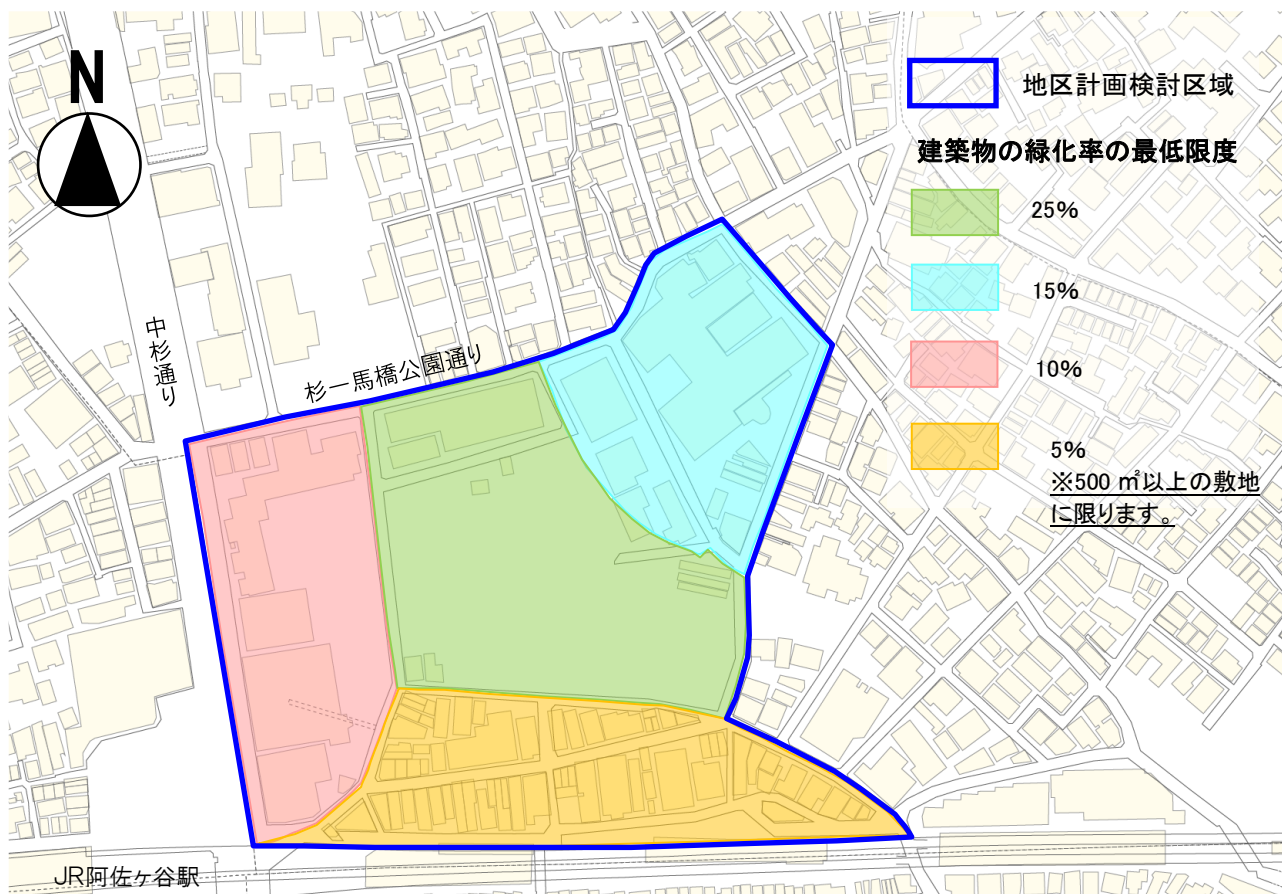 N
地区計画検討区域
建築物の緑化率の最低限度
25%
15%
10%
5%
※500 ㎡以上の敷地
に限ります。
中杉通り
杉一馬橋公園通り
JR阿佐ヶ谷駅